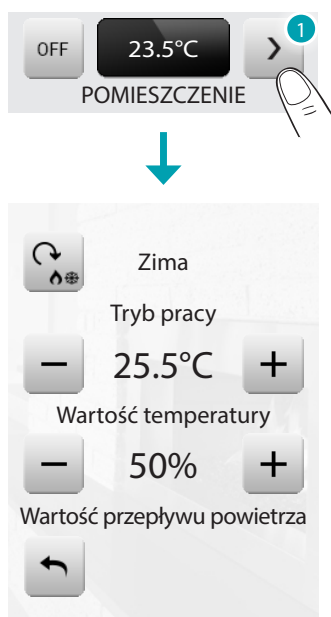 1
OFF 23.5°C >
POMIESZCZENIE
Zima
Tryb pracy
− 25.5°C +
Wartość temperatury
− 50% +
Wartość przepływu powietrza